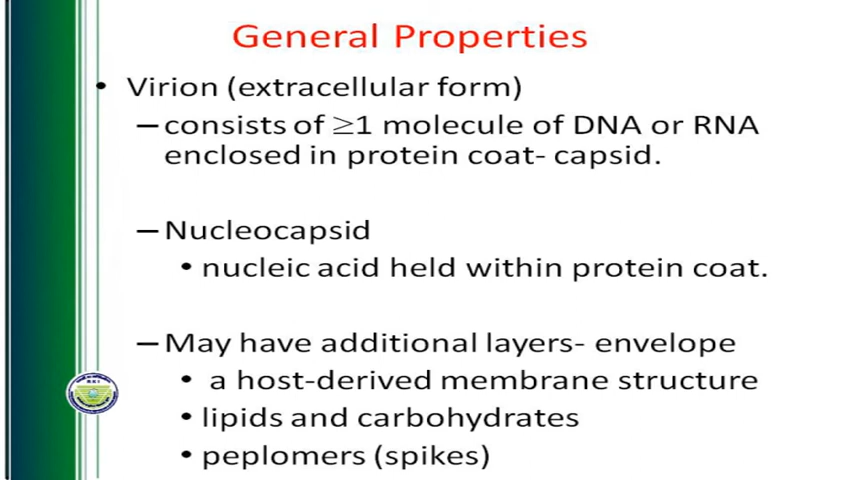 General Properties
• Virion (extracellular form)
–consists of ≥1 molecule of DNA or RNA
enclosed in protein coat- capsid.
–Nucleocapsid
• nucleic acid held within protein coat.
–May have additional layers- envelope
• a host-derived membrane structure
• lipids and carbohydrates
• peplomers (spikes)